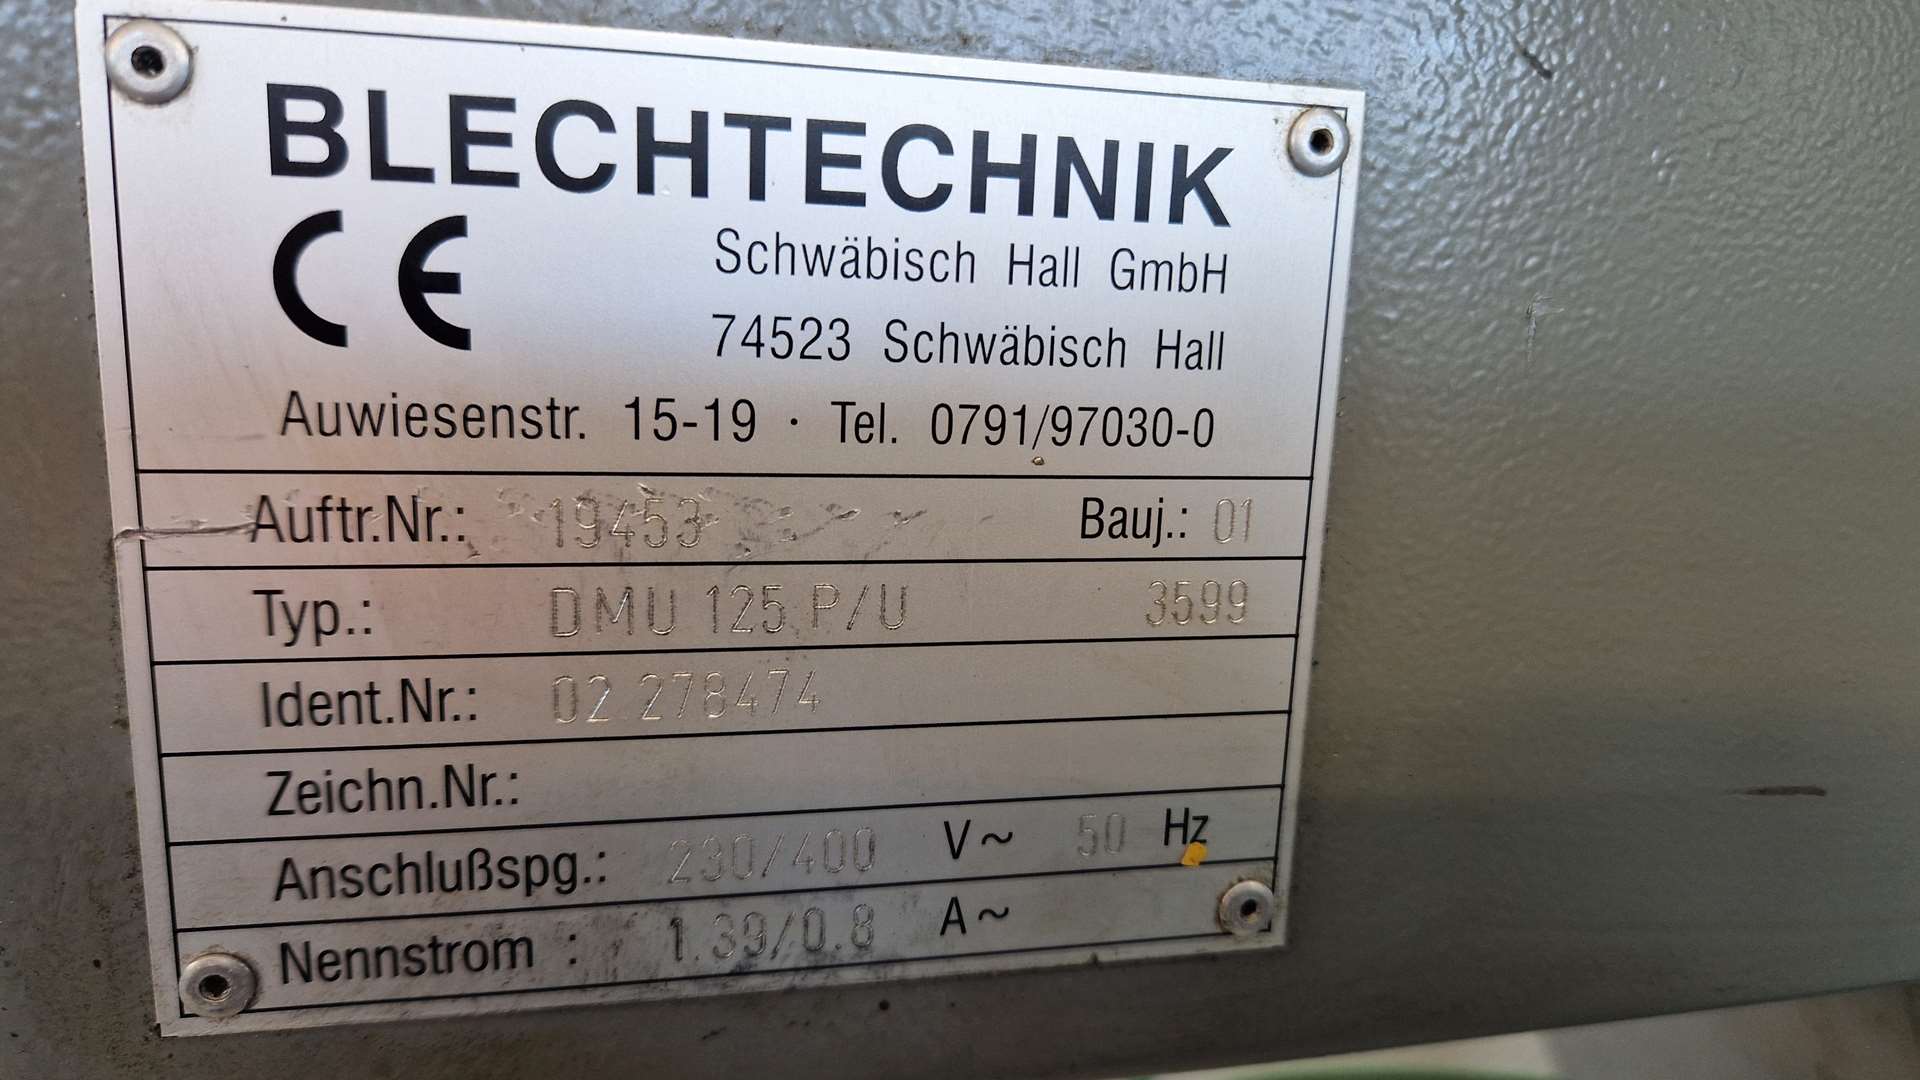 BLECHTECHNIK
CE
Schwäbisch Hall GmbH
74523 Schwäbisch Hall
Auwiesenstr. 15-19 · Tel. 0791/97030-0
Auftr.Nr.: 19453 Bauj.: 01
Typ.: DMU 125 P/U 3599
Ident.Nr.: 02 278474
Zeichn.Nr.:
Anschlußspg.: 230/400 V~ 50 Hz
Nennstrom : 1.39/0.8 A~